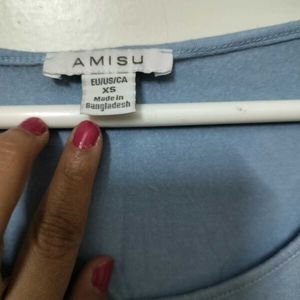 AMISU
EU/US/CA
XS
Made in
Bangladesh